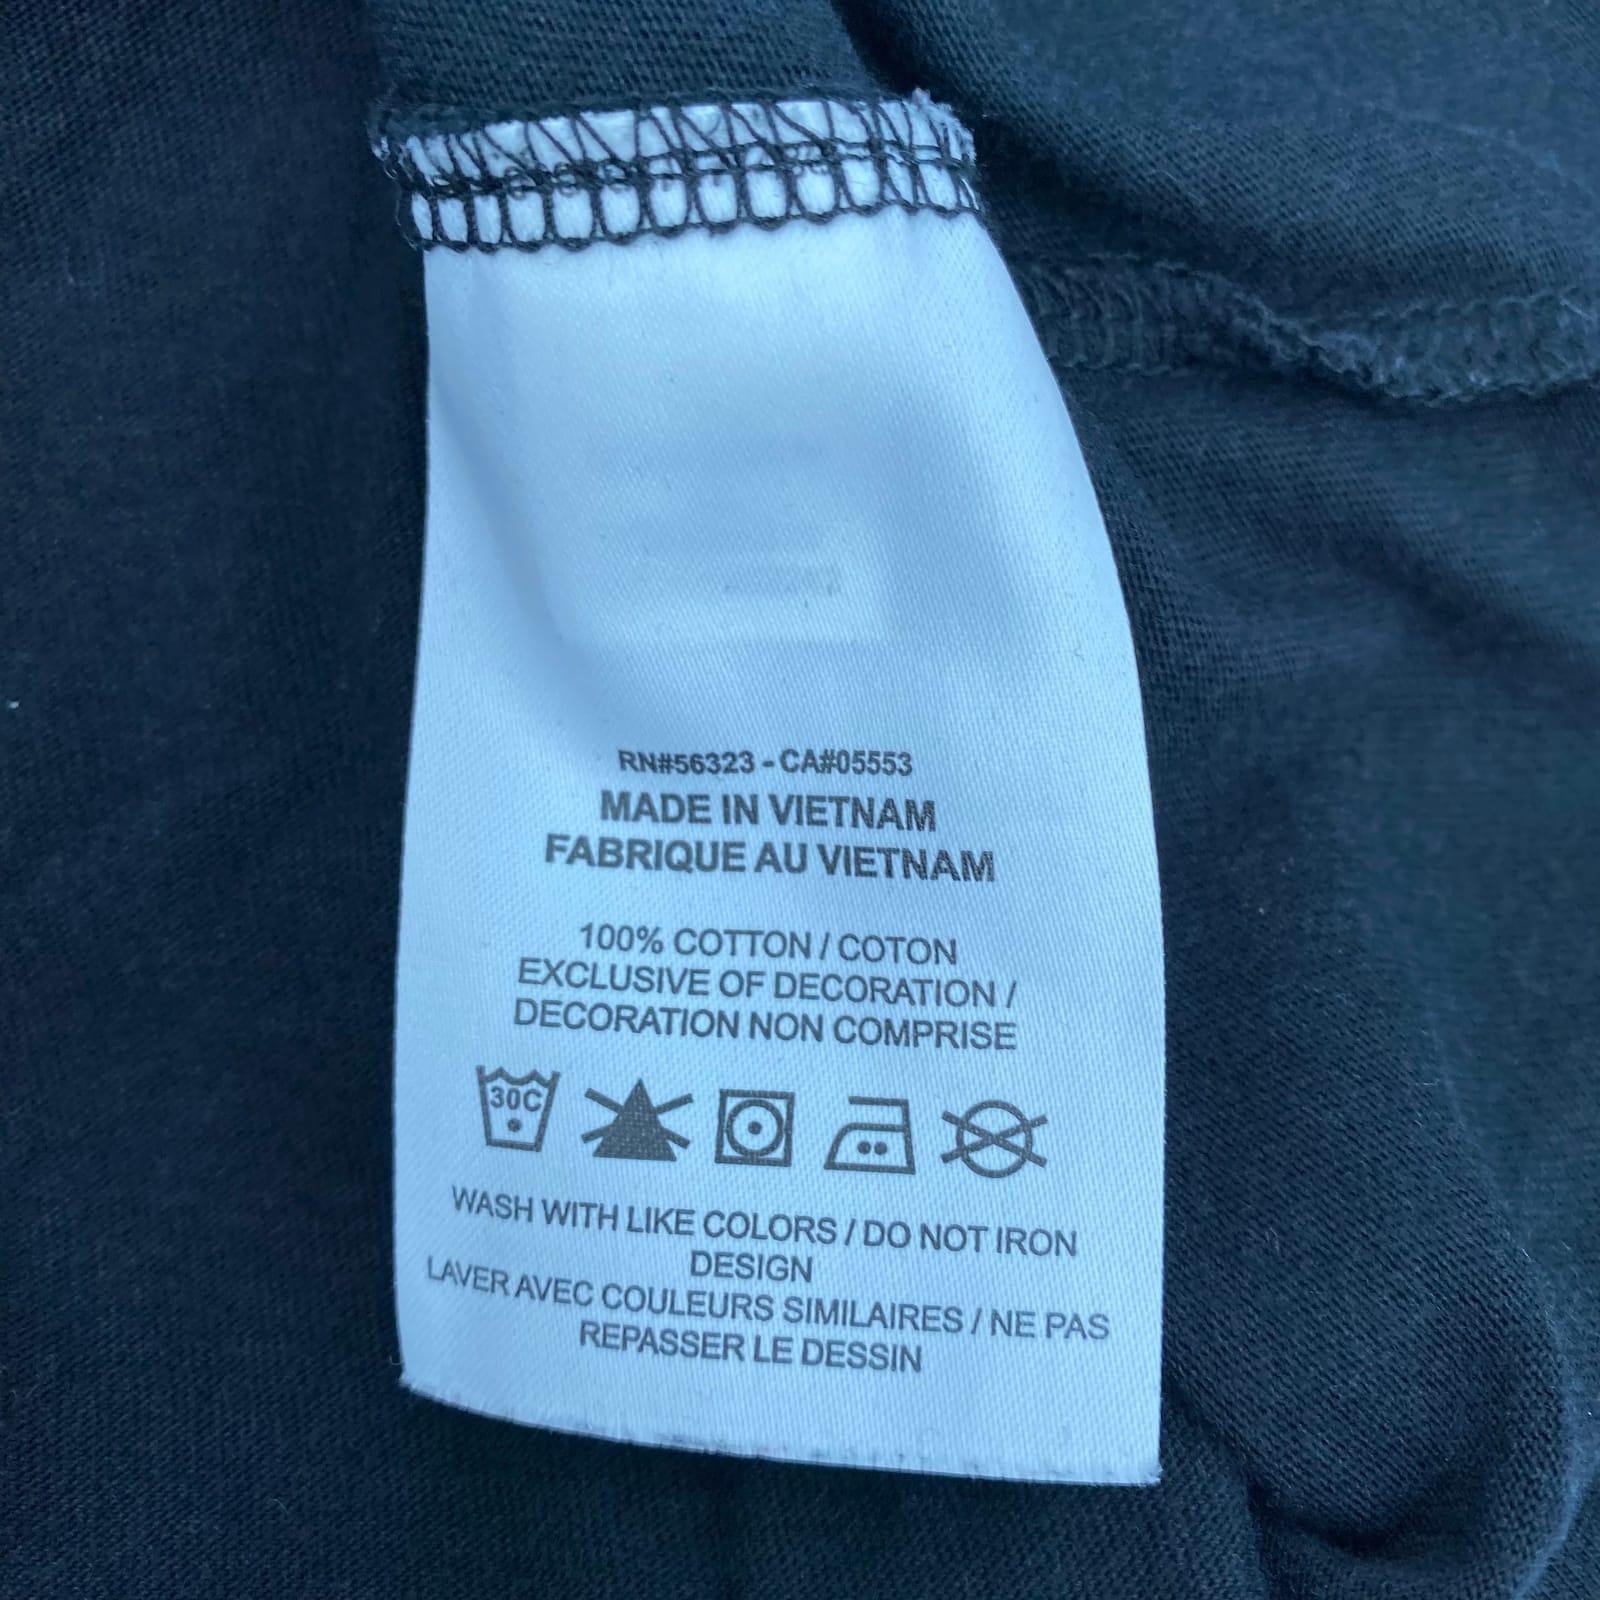 RN#56323 - CA#05553
MADE IN VIETNAM
FABRIQUE AU VIETNAM
100% COTTON / COTON
EXCLUSIVE OF DECORATION /
DECORATION NON COMPRISE
30C
WASH WITH LIKE COLORS / DO NOT IRON
DESIGN
LAVER AVEC COULEURS SIMILAIRES / NE PAS
REPASSER LE DESSIN